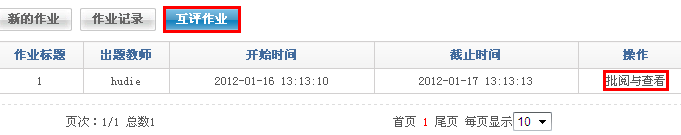 新的作业 作业记录 互评作业
作业标题 出题教师 开始时间 截止时间 操作
1 hudie 2012-01-16 13:13:10 2012-01-17 13:13:13 批阅与查看
页次：1/1 总数1 首页 1 尾页 每页显示 10